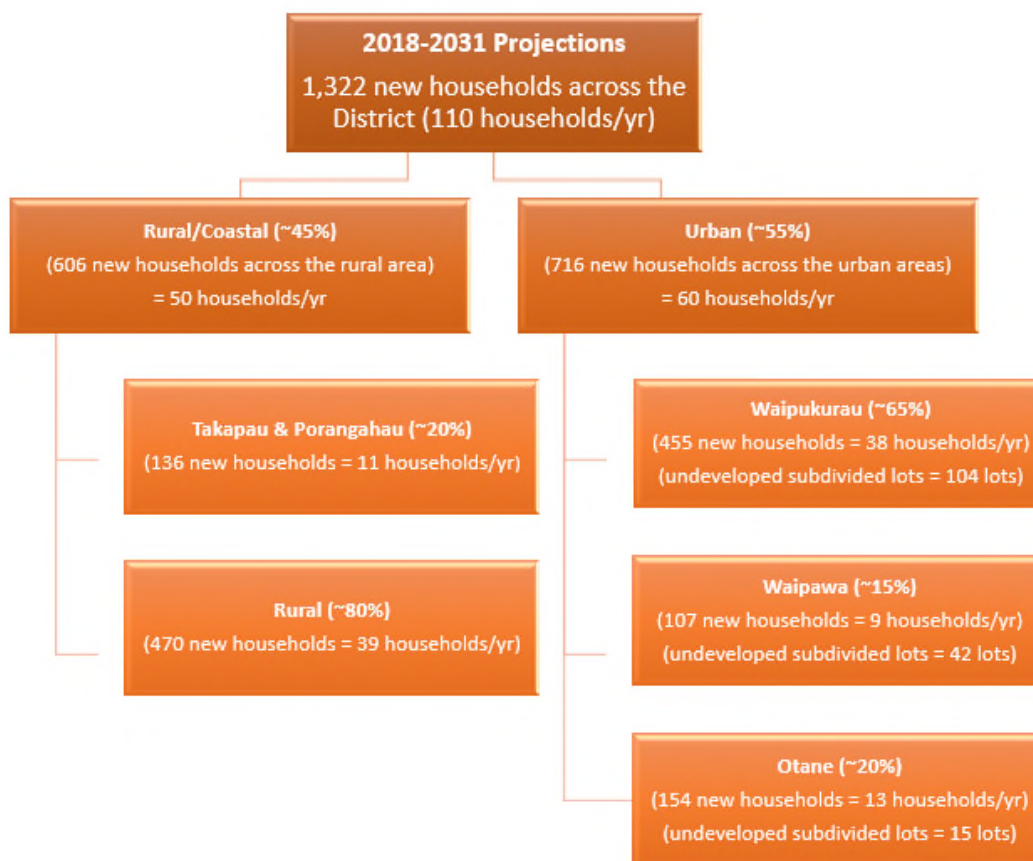 2018-2031 Projections
1,322 new households across the
District (110 households/yr)
Rural/Coastal (~45%)
(606 new households across the rural area)
= 50 households/yr
Urban (~55%)
(716 new households across the urban areas)
= 60 households/yr
Takapau & Porangahau (~20%)
(136 new households = 11 households/yr)
Rural (~80%)
(470 new households = 39 households/yr)
Waipukurau (~65%)
(455 new households = 38 households/yr)
(undeveloped subdivided lots = 104 lots)
Waipawa (~15%)
(107 new households = 9 households/yr)
(undeveloped subdivided lots = 42 lots)
Otane (~20%)
(154 new households = 13 households/yr)
(undeveloped subdivided lots = 15 lots)